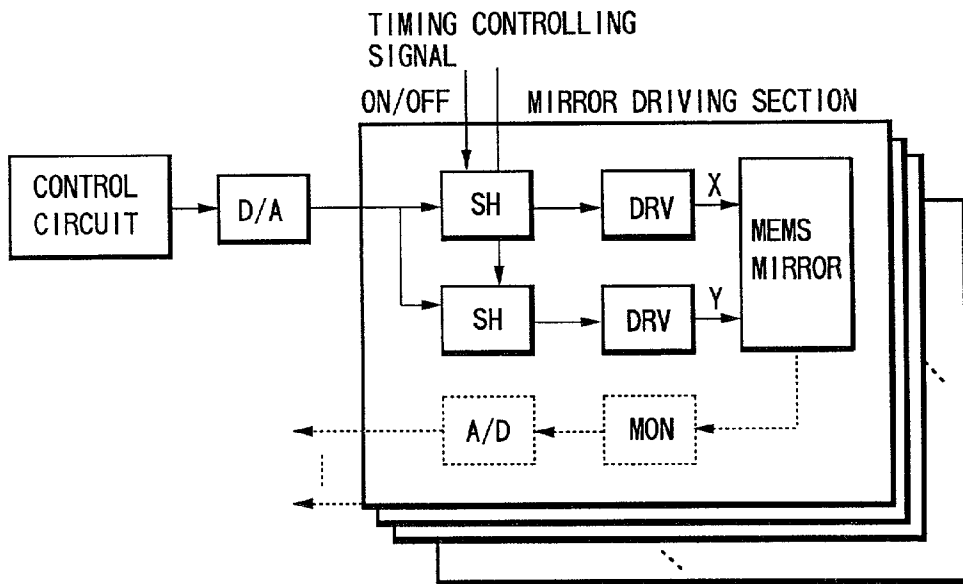 TIMING CONTROLLING
SIGNAL
ON/OFF
MIRROR DRIVING SECTION
CONTROL
CIRCUIT
D/A
SH
DRV
X
MEMS
MIRROR
SH
DRV
Y
A/D
MON